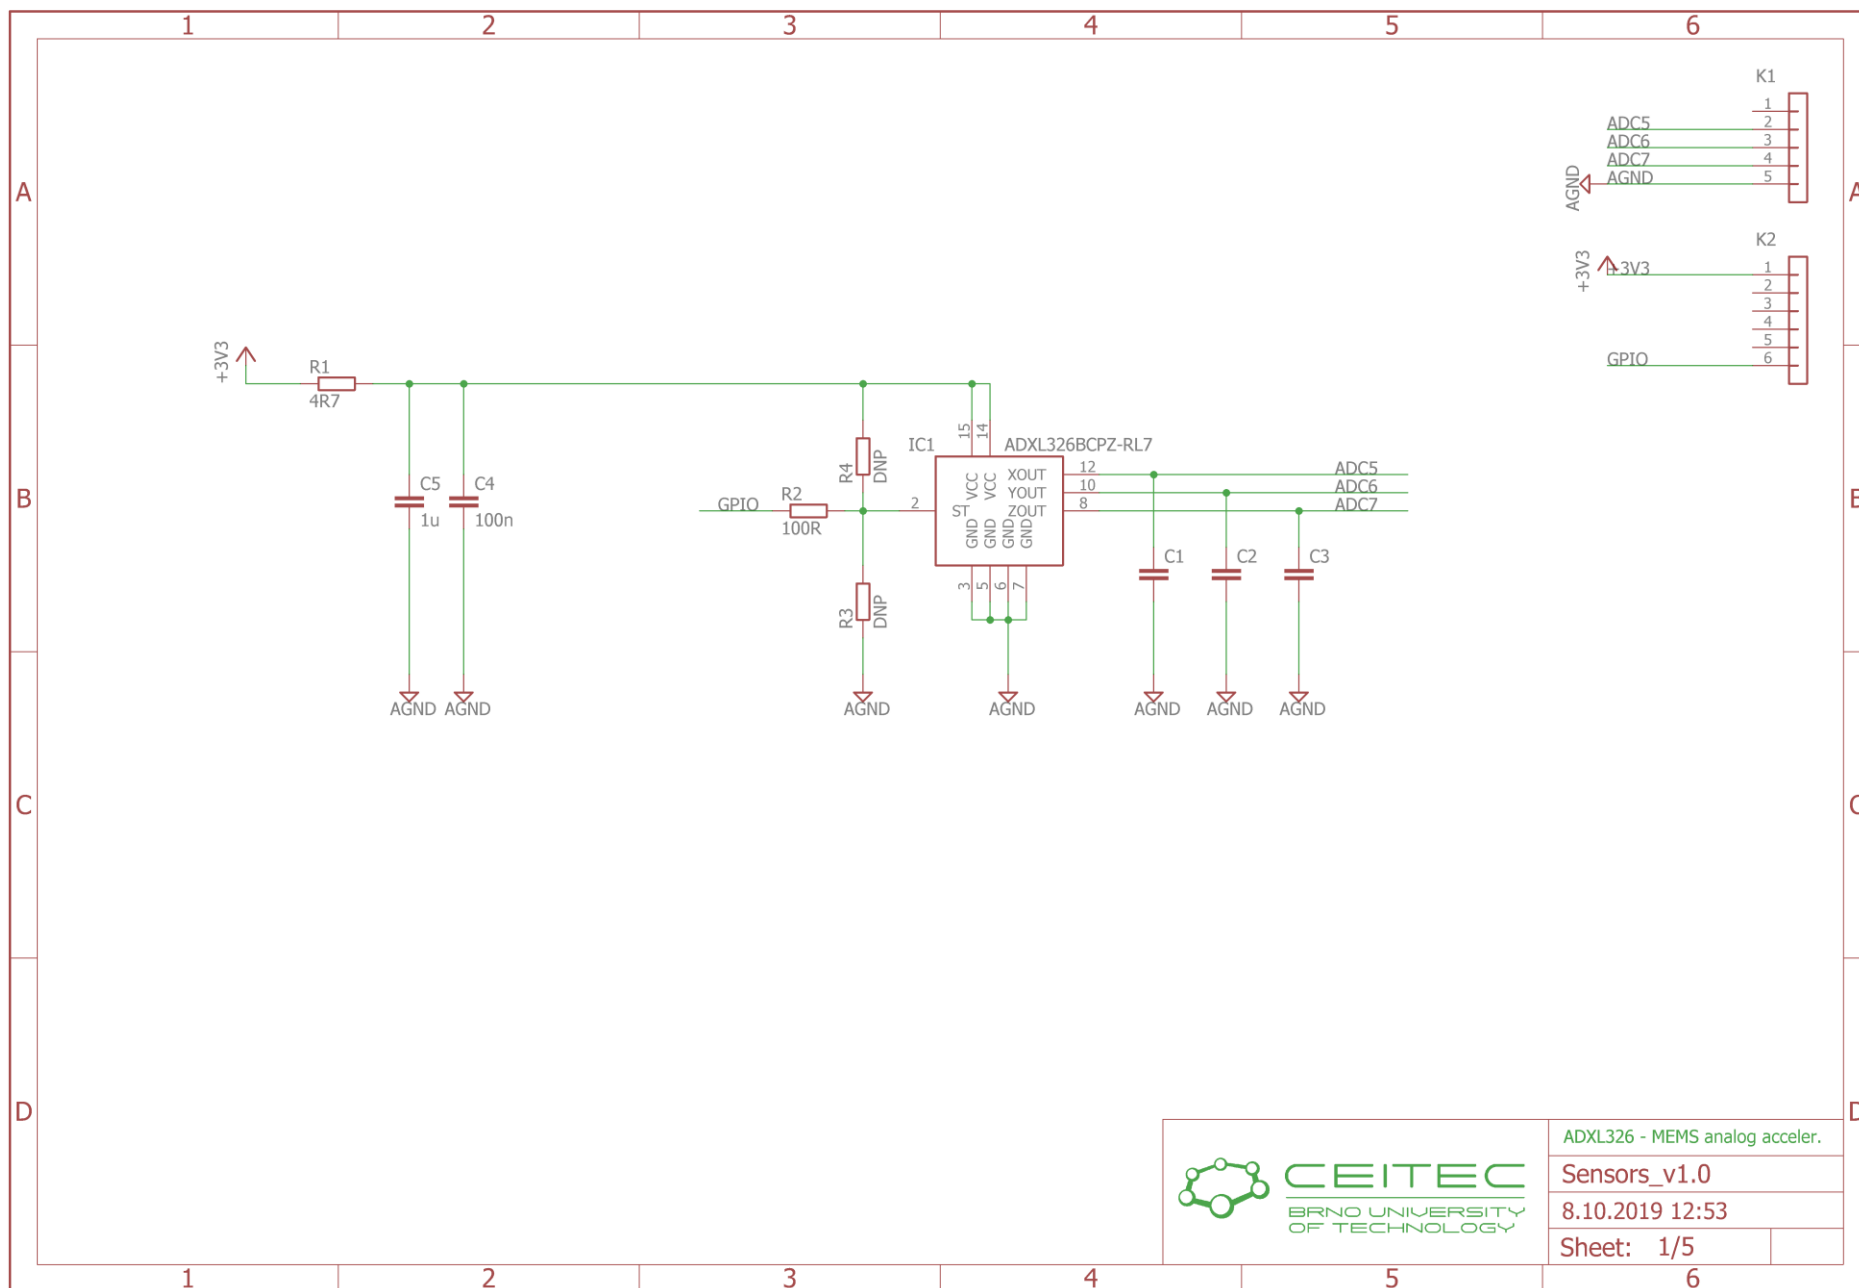 1 2 3 4 5 6
A
B
C
D
A
B
C
D
K1
1
ADC5 2
ADC6 3
ADC7 4
AGND AGND 5
K2
+3V3 +3V3 1
2
3
4
5
GPIO 6
+3V3
R1
4R7
C5
1u
C4
100n
AGND AGND
R4
DNP
GPIO
R2
100R
R3
DNP
AGND
IC1
ADXL326BCPZ-RL7
15 14
VCC VCC
2 ST
XOUT 12 ADC5
YOUT 10 ADC6
ZOUT 8 ADC7
GND GND GND GND
3 5 6 7
AGND
C1 C2 C3
AGND AGND AGND
CEITEC
BRNO UNIVERSITY
OF TECHNOLOGY
ADXL326 - MEMS analog acceler.
Sensors_v1.0
8.10.2019 12:53
Sheet: 1/5
1 2 3 4 5 6